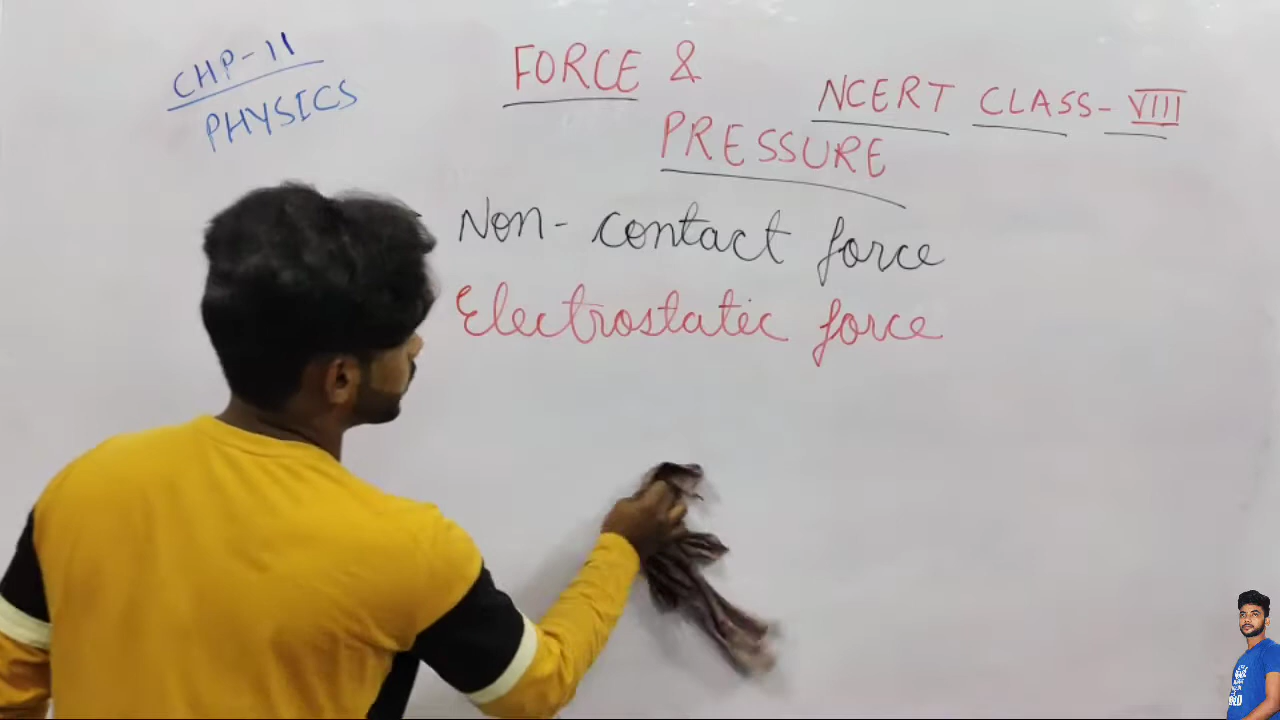 CHP-11
PHYSICS
FORCE &
PRESSURE
NCERT CLASS-VIII
Non-contact force
Electrostatic force